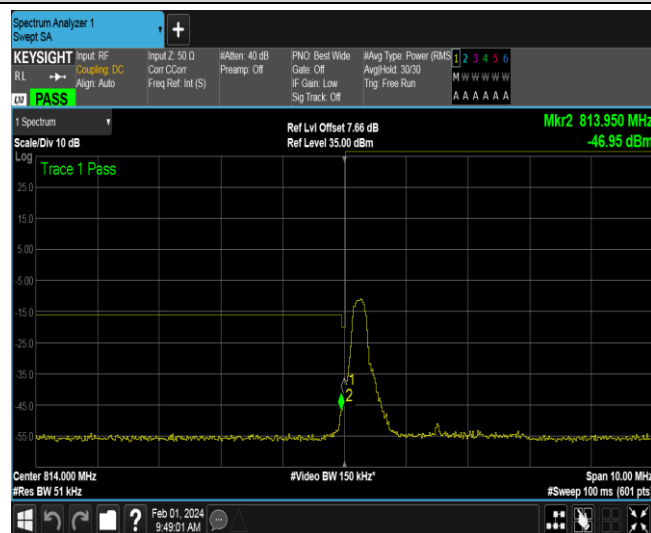 Spectrum Analyzer 1
Swept SA
+
KEYSIGHT
RL
LXI PASS
Input: RF
Coupling: DC
Align: Auto
Input Z: 50 Ω
Corr CCorr
Freq Ref: Int (S)
#Atten: 40 dB
Preamp: Off
PNO: Best Wide
Gate: Off
IF Gain: Low
Sig Track: Off
#Avg Type: Power (RMS
Avg|Hold: 30/30
Trig: Free Run
1 2 3 4 5 6
M W W W W W
A A A A A A
1 Spectrum
Scale/Div 10 dB
Ref Lvl Offset 7.66 dB
Ref Level 35.00 dBm
Mkr2 813.950 MHz
-46.95 dBm
Log
Trace 1 Pass
25.0
15.0
5.00
-5.00
-15.0
-25.0
-35.0
-45.0
-55.0
1
2
Center 814.000 MHz
#Video BW 150 kHz*
Span 10.00 MHz
#Res BW 51 kHz
#Sweep 100 ms (601 pts
?
Feb 01, 2024
9:49:01 AM